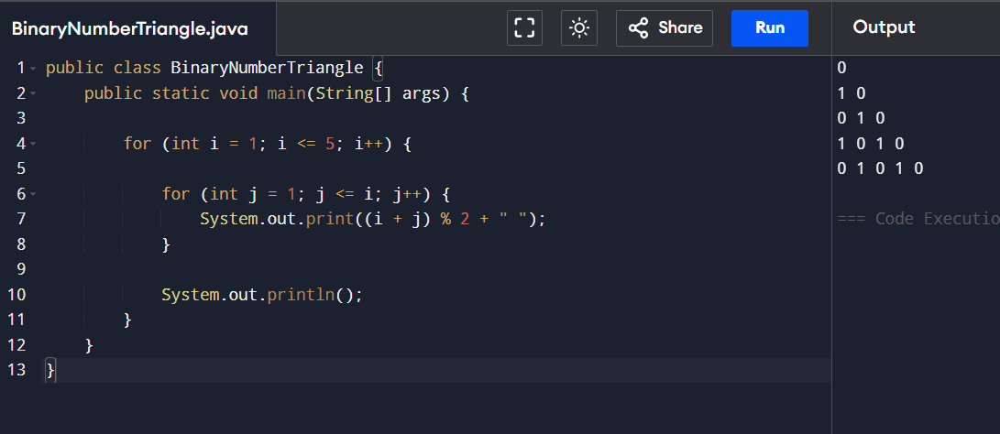 BinaryNumberTriangle.java
Share
Run
Output
1 public class BinaryNumberTriangle {
2     public static void main(String[] args) {
3
4         for (int i = 1; i <= 5; i++) {
5
6             for (int j = 1; j <= i; j++) {
7                 System.out.print((i + j) % 2 + " ");
8             }
9
10             System.out.println();
11         }
12     }
13 }
0
1 0
0 1 0
1 0 1 0
0 1 0 1 0
=== Code Executio